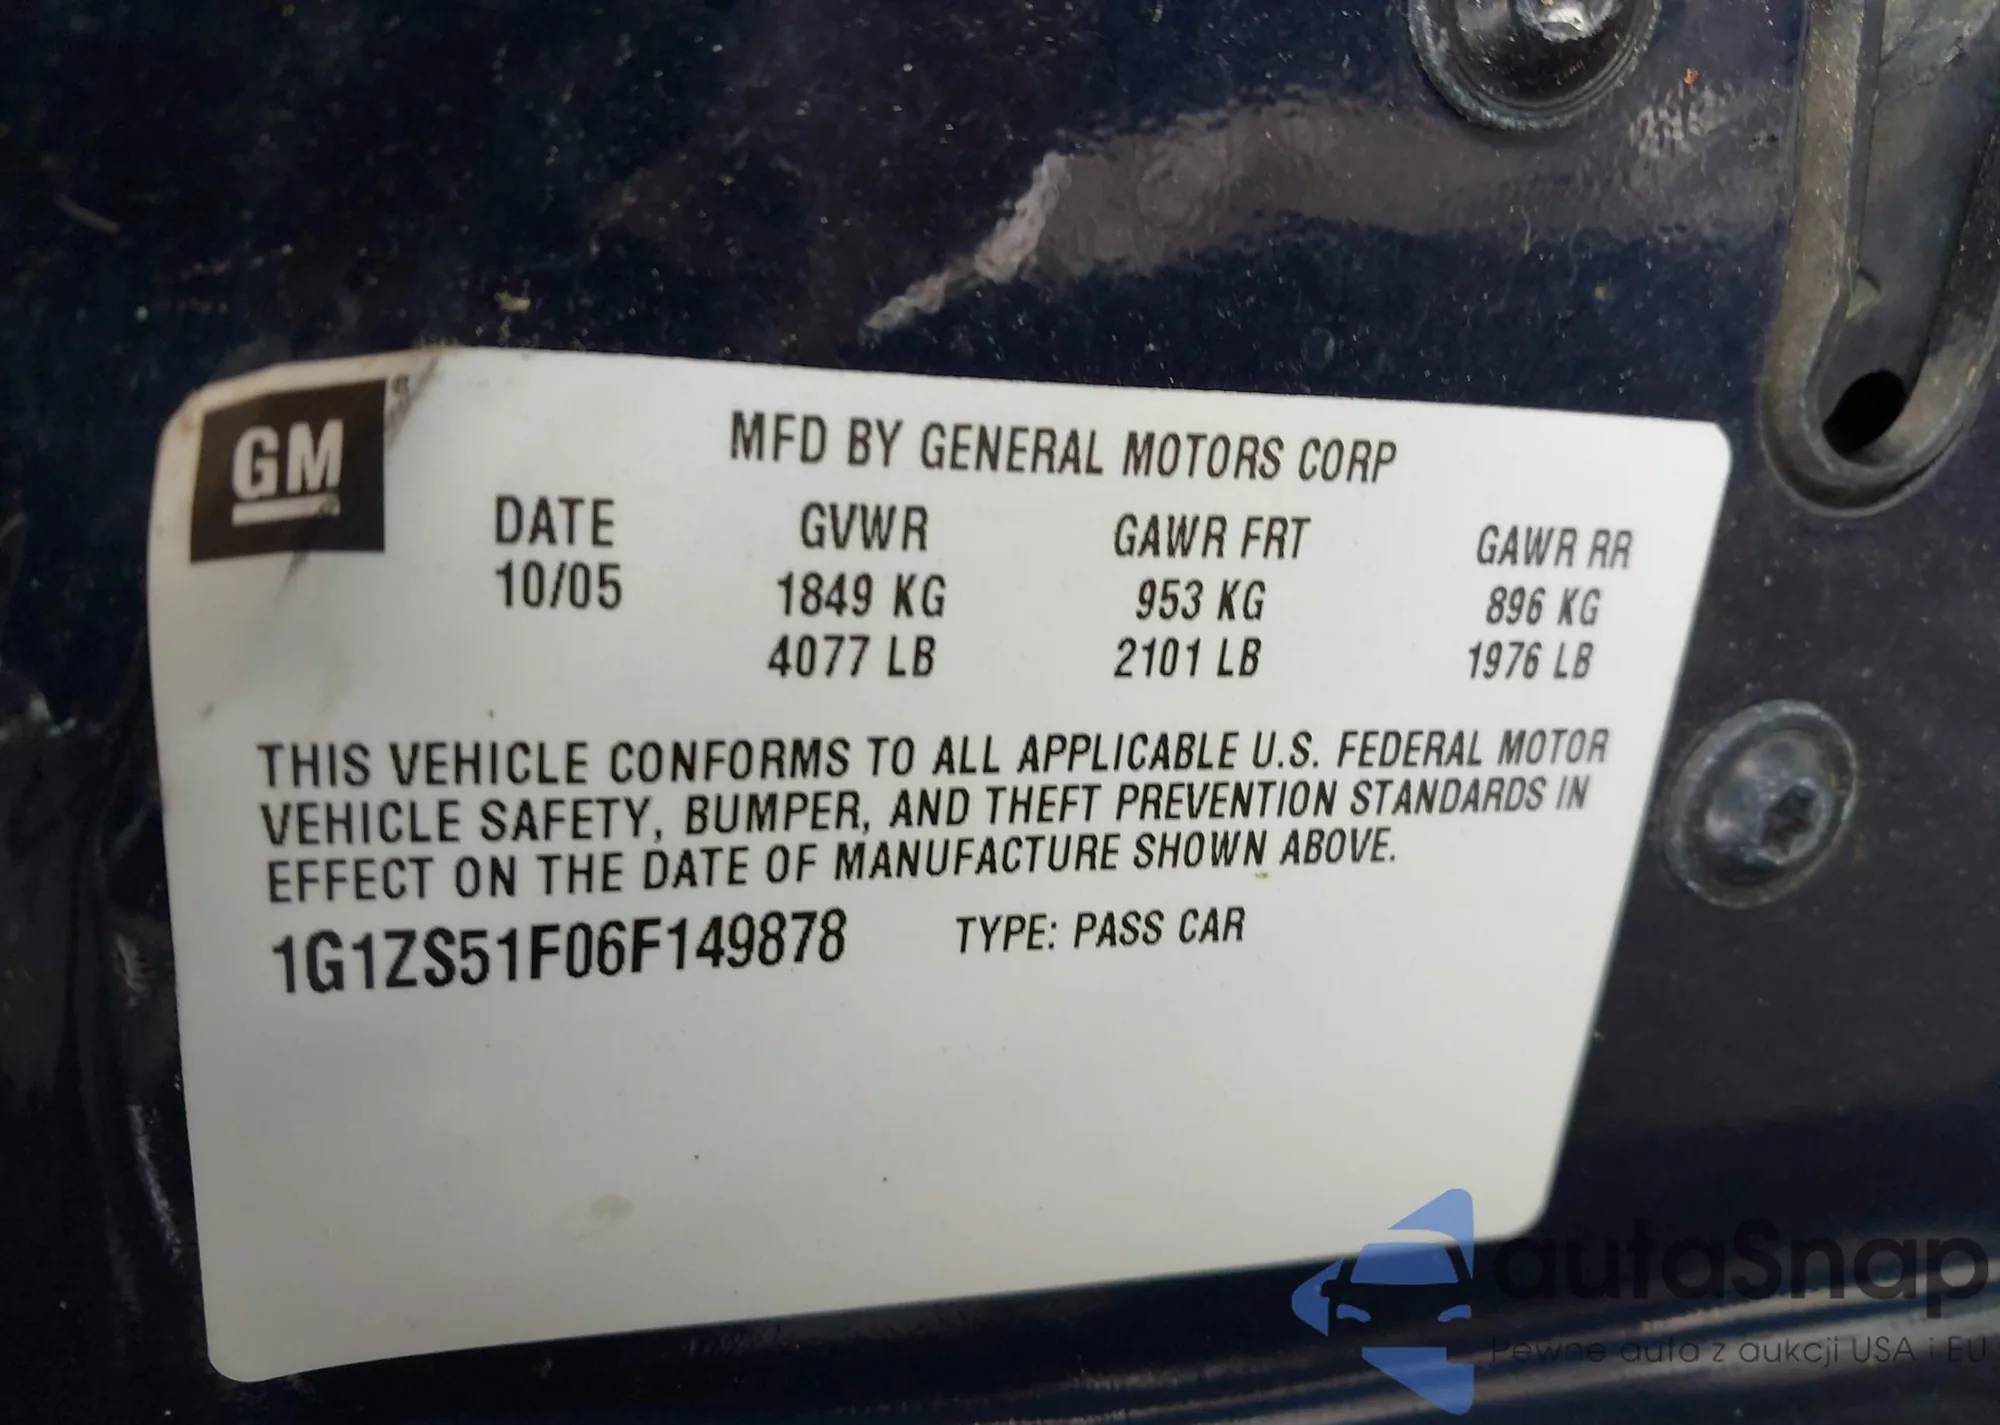 GM ®
MFD BY GENERAL MOTORS CORP
DATE GVWR GAWR FRT GAWR RR
10/05 1849 KG 953 KG 896 KG
4077 LB 2101 LB 1976 LB
THIS VEHICLE CONFORMS TO ALL APPLICABLE U.S. FEDERAL MOTOR
VEHICLE SAFETY, BUMPER, AND THEFT PREVENTION STANDARDS IN
EFFECT ON THE DATE OF MANUFACTURE SHOWN ABOVE.
1G1ZS51F06F149878 TYPE: PASS CAR
autaSnap
Pewne auta z aukcji USA i EU